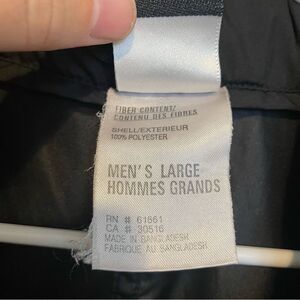 FIBER CONTENT/
CONTENU DES FIBRES
SHELL/EXTERIEUR
100% POLYESTER
MEN'S LARGE
HOMMES GRANDS
RN # 61861
CA # 30516
MADE IN BANGLADESH
FABRIQUE AU BANGLADESH